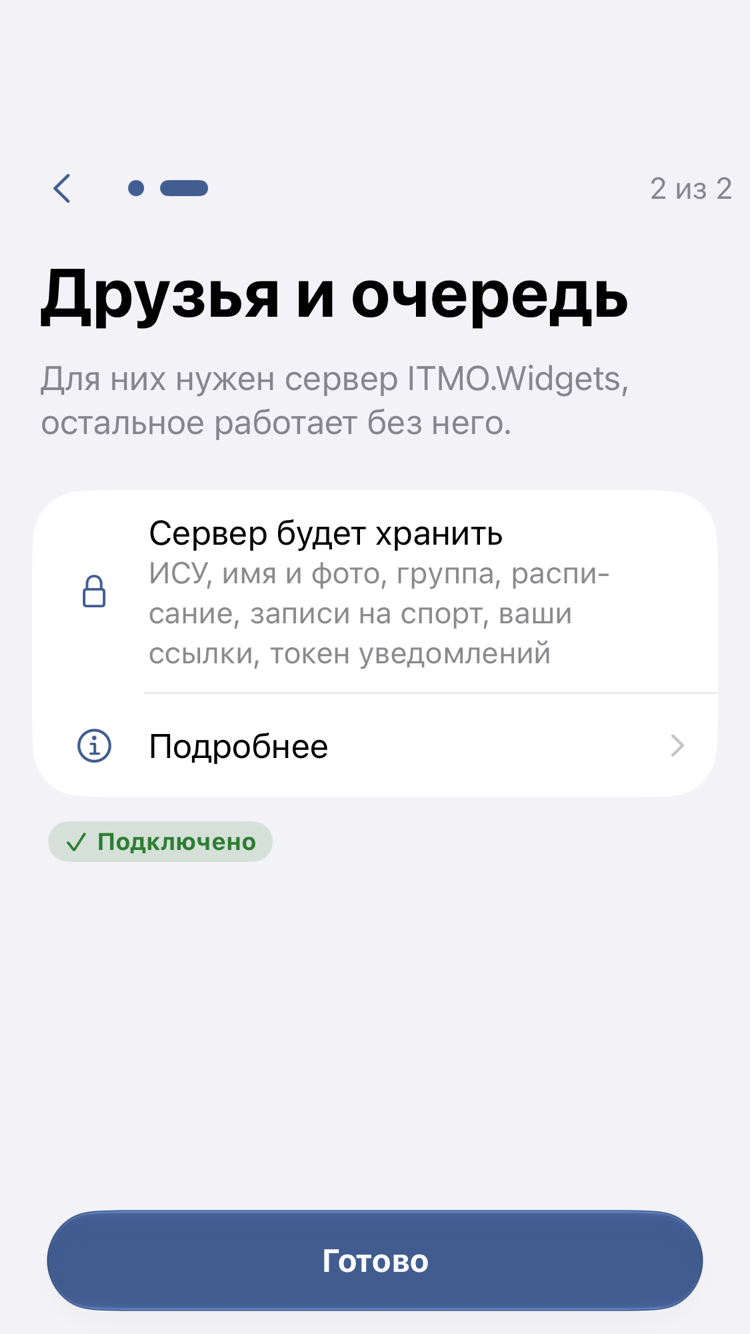 2 из 2
Друзья и очередь
Для них нужен сервер ITMO.Widgets,
остальное работает без него.
Сервер будет хранить
ИСУ, имя и фото, группа, распи-
сание, записи на спорт, ваши
ссылки, токен уведомлений
Подробнее
Подключено
Готово